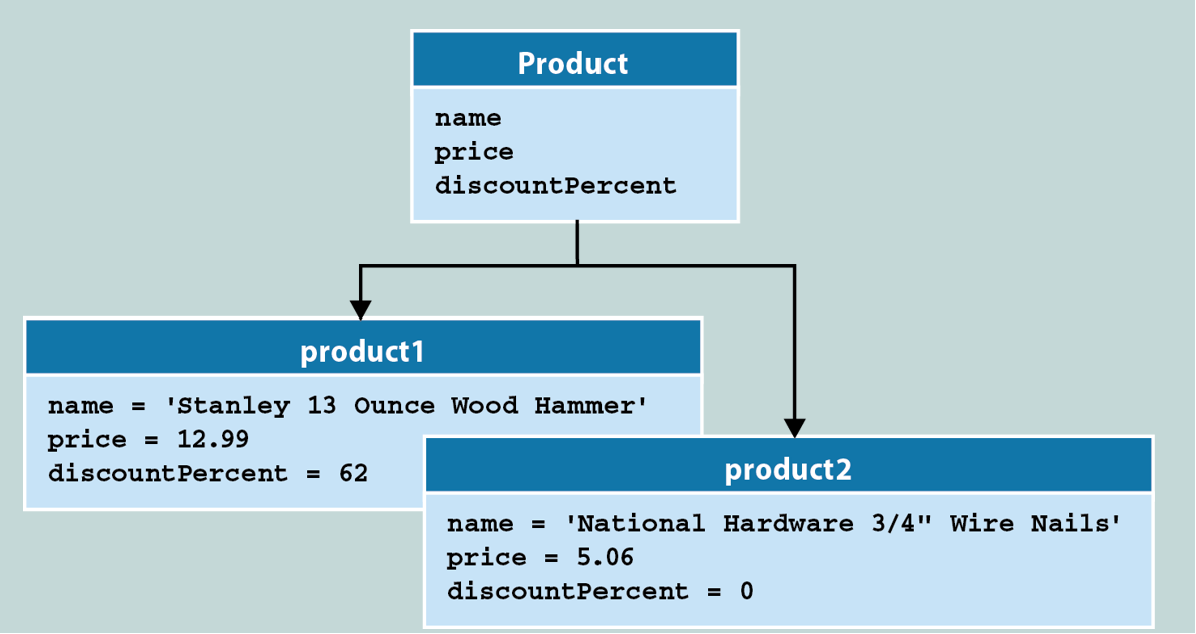 Product
name
price
discountPercent
product1
name = 'Stanley 13 Ounce Wood Hammer'
price = 12.99
discountPercent = 62
product2
name = 'National Hardware 3/4" Wire Nails'
price = 5.06
discountPercent = 0